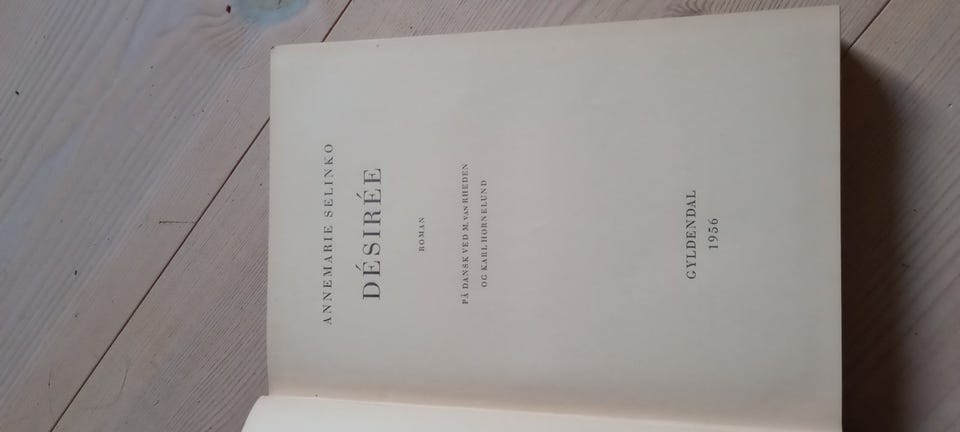 ANNEMARIE SELINKO
DÉSIRÉE
ROMAN
PÅ DANSK VED M. VAN RHEDEN
OG KARL HORNELUND
GYLDENDAL
1956